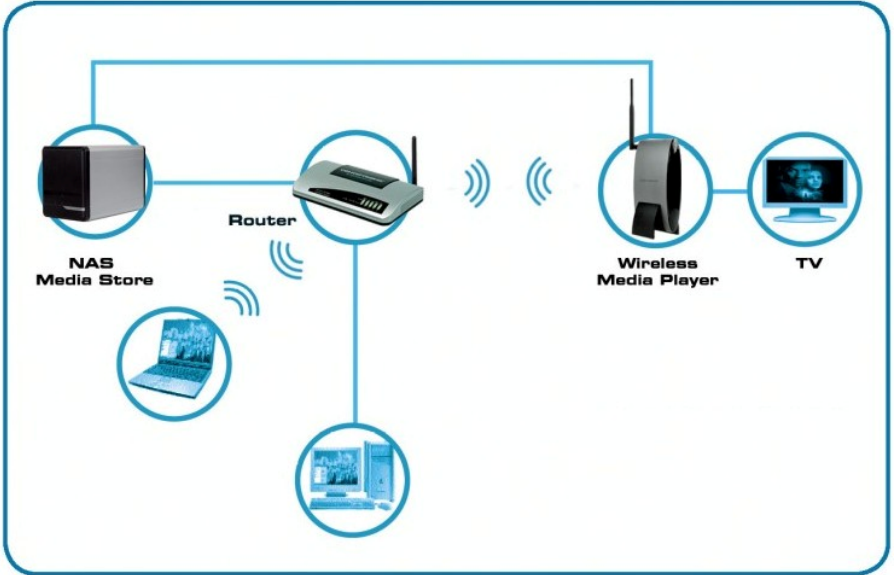 Router
NAS
Media Store
Wireless
Media Player
TV